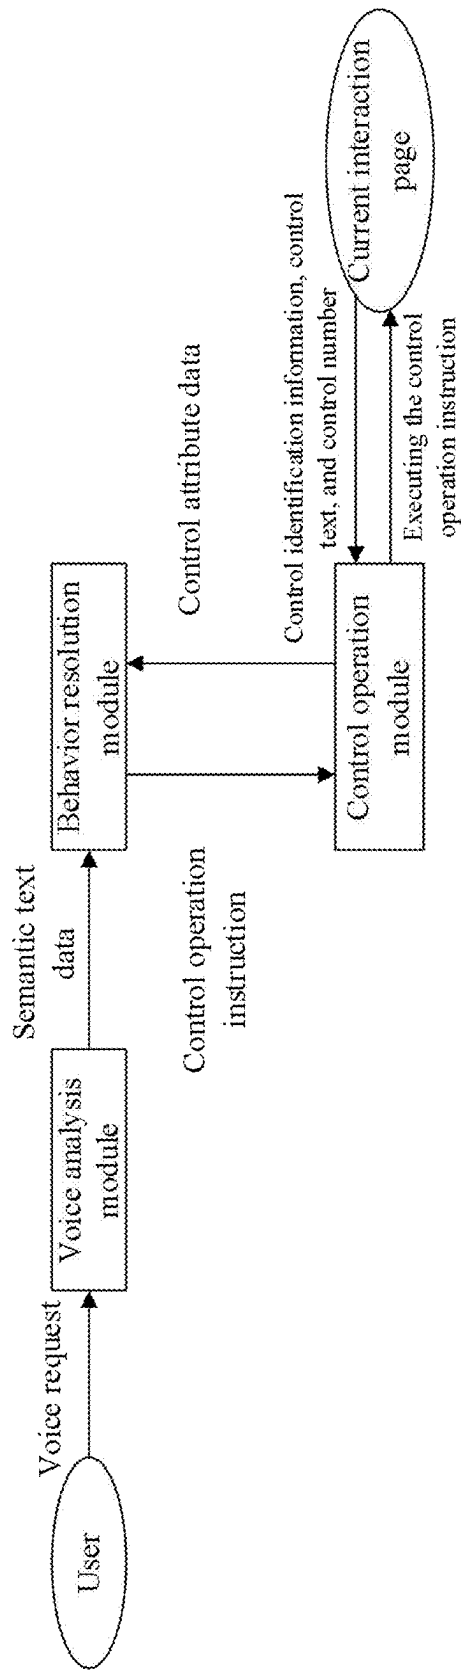 User
Voice request
Voice analysis
module
Semantic text
data
Behavior resolution
module
Control operation
instruction
Control attribute data
Control operation
module
Control identification information, control
text, and control number
Executing the control
operation instruction
Current interaction
page